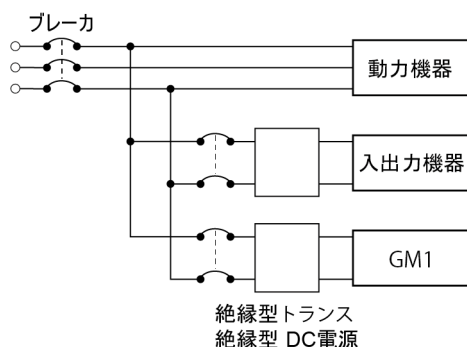 ブレーカ
動力機器
入出力機器
GM1
絶縁型トランス
絶縁型 DC電源